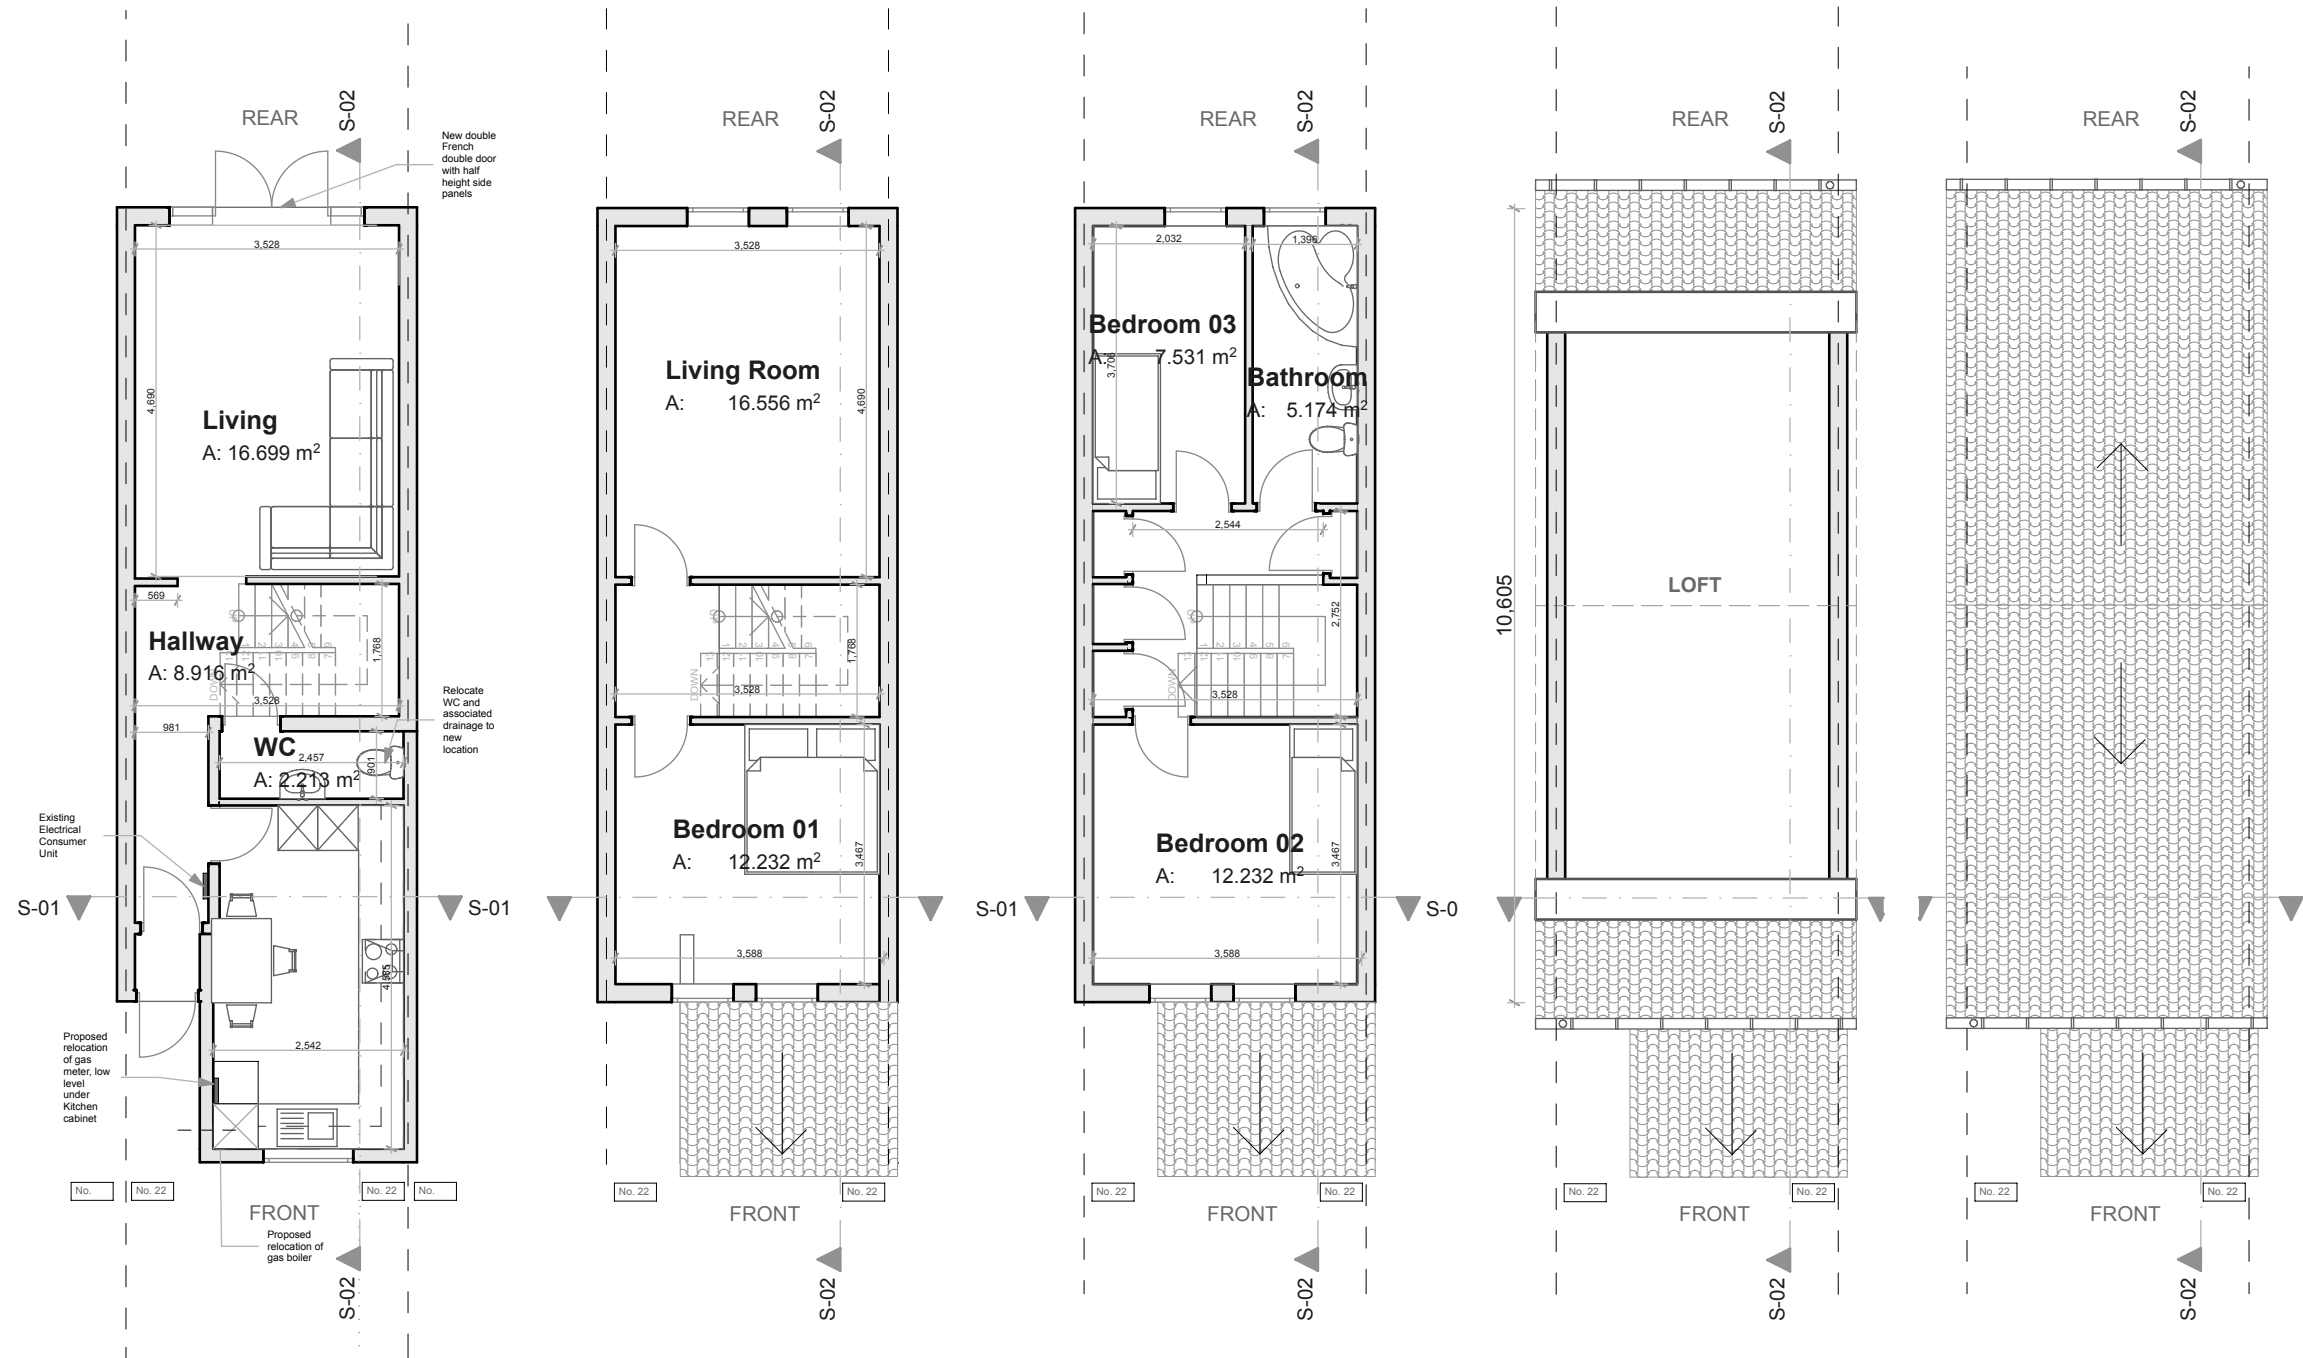 REAR
S-02
New double
French
double door
with half
height side
panels
3,528
4,690
Living
A: 16.699 m²
569
Hallway
A: 8.916 m²
1,768
DOWN
3,528
981
Relocate
WC and
associated
drainage to
new
location
WC
2,457
901
A: 2.213 m²
Existing
Electrical
Consumer
Unit
S-01
S-01
4,985
Proposed
relocation
of gas
meter, low
level
under
Kitchen
cabinet
2,542
No.
No. 22
No. 22
No.
FRONT
Proposed
relocation of
gas boiler
S-02
REAR
S-02
3,528
Living Room
A: 16.556 m²
4,690
1,768
DOWN
3,528
Bedroom 01
A: 12.232 m²
3,467
3,588
No. 22
No. 22
FRONT
S-02
REAR
S-02
2,032
1,396
Bedroom 03
A: 7.531 m²
3,706
Bathroom
A: 5.174 m²
2,544
2,752
DOWN
3,528
Bedroom 02
A: 12.232 m²
3,467
S-01
S-0
3,588
No. 22
No. 22
FRONT
S-02
REAR
S-02
10,605
LOFT
No. 22
No. 22
FRONT
S-02
REAR
S-02
No. 22
No. 22
FRONT
S-02